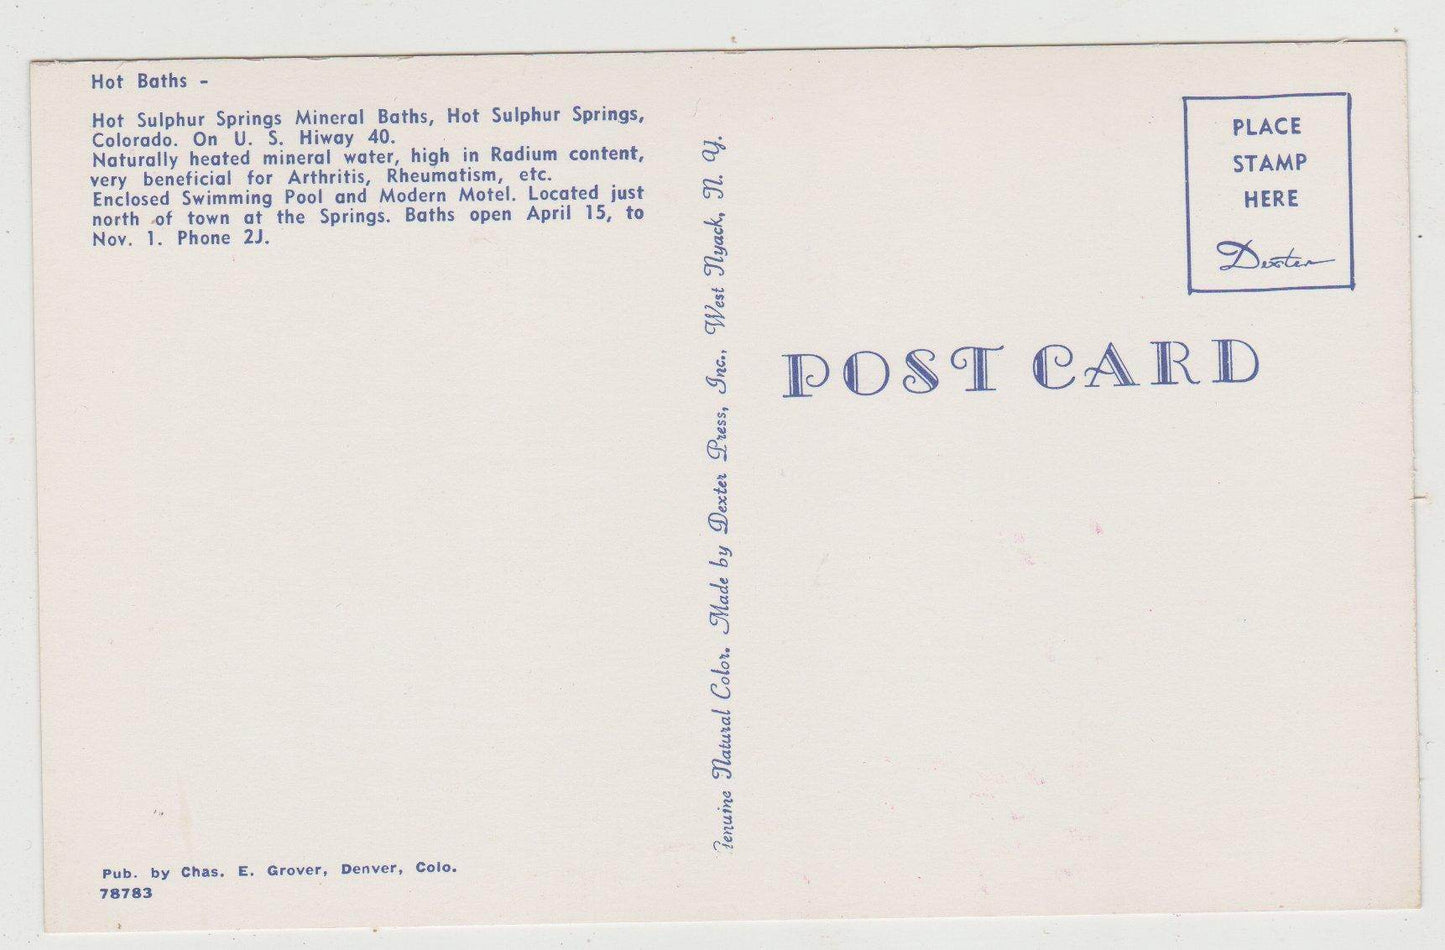 Hot Baths -
Hot Sulphur Springs Mineral Baths, Hot Sulphur Springs,
Colorado. On U. S. Hiway 40.
Naturally heated mineral water, high in Radium content,
very beneficial for Arthritis, Rheumatism, etc.
Enclosed Swimming Pool and Modern Motel. Located just
north of town at the Springs. Baths open April 15, to
Nov. 1. Phone 2J.
Pub. by Chas. E. Grover, Denver, Colo.
78783
Genuine Natural Color. Made by Dexter Press, Inc., West Nyack, N. Y.
PLACE
STAMP
HERE
Dexter
POST CARD